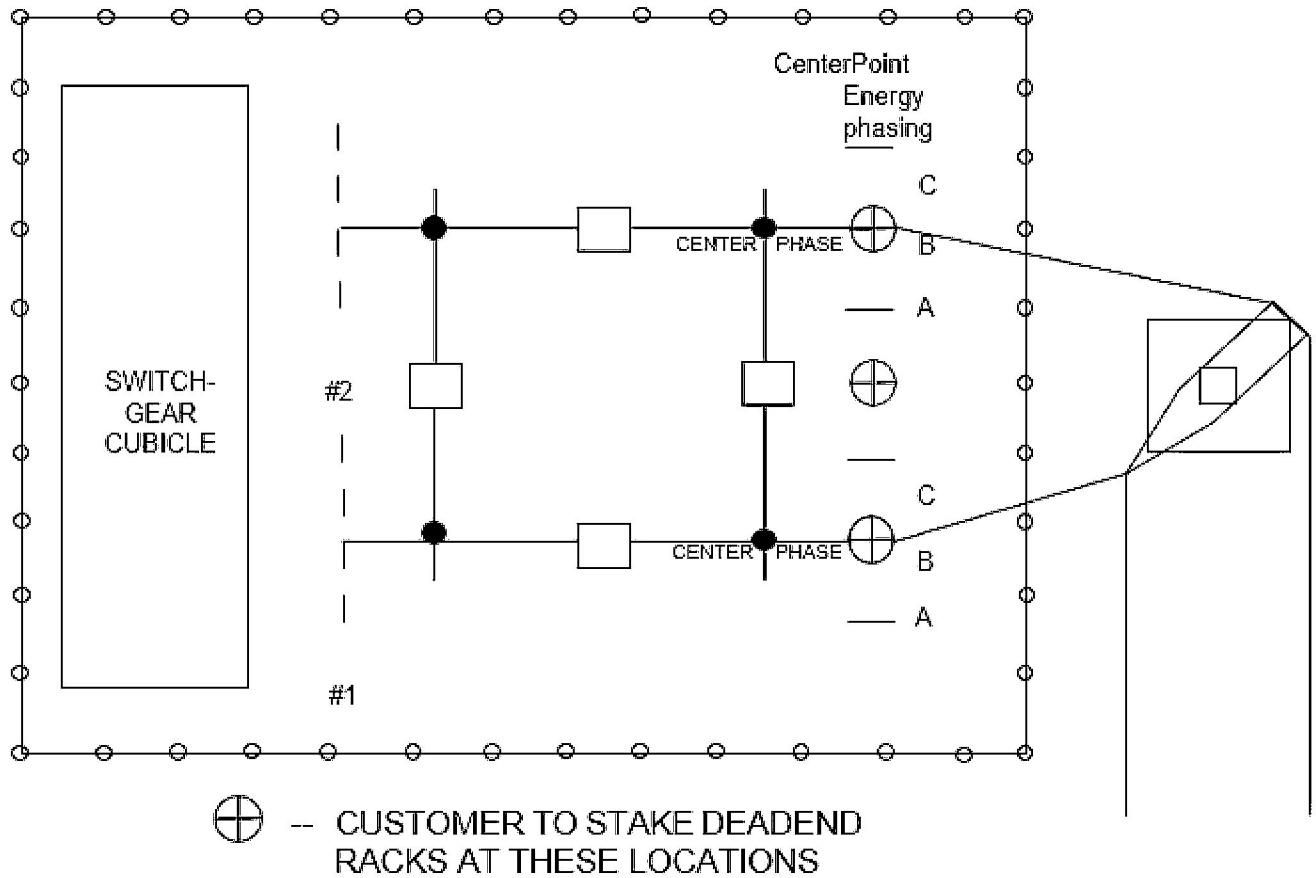 CenterPoint
Energy
phasing
C
CENTER PHASE
B
A
SWITCH-
GEAR
CUBICLE
#2
C
CENTER PHASE
B
A
#1
-- CUSTOMER TO STAKE DEADEND
RACKS AT THESE LOCATIONS